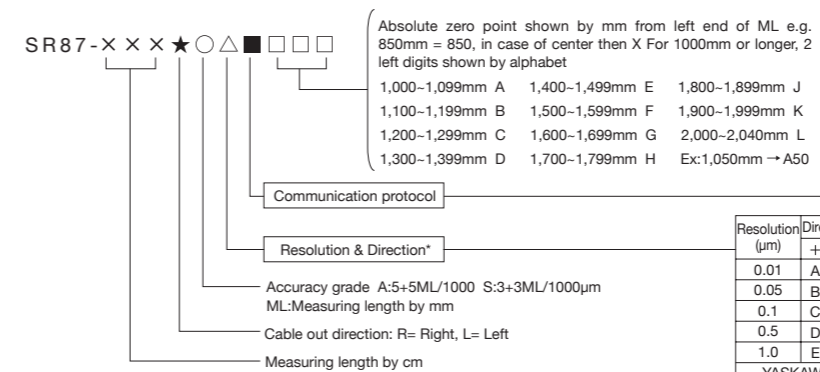 SR87-×××★○△■□□□
Absolute zero point shown by mm from left end of ML e.g.
850mm = 850, in case of center then X For 1000mm or longer, 2
left digits shown by alphabet
1,000~1,099mm A 1,400~1,499mm E 1,800~1,899mm J
1,100~1,199mm B 1,500~1,599mm F 1,900~1,999mm K
1,200~1,299mm C 1,600~1,699mm G 2,000~2,040mm L
1,300~1,399mm D 1,700~1,799mm H Ex:1,050mm → A50
Communication protocol
Resolution & Direction*
Accuracy grade A:5+5ML/1000 S:3+3ML/1000μm
ML:Measuring length by mm
Cable out direction: R= Right, L= Left
Measuring length by cm
Resolution
(μm) +
0.01 A
0.05 B
0.1 C
0.5 D
1.0 E